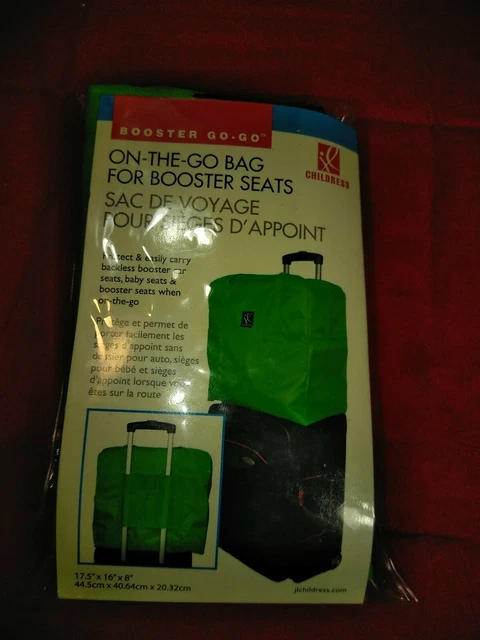 BOOSTER GO-GO™
JL
CHILDRESS
ON-THE-GO BAG
FOR BOOSTER SEATS
SAC DE VOYAGE
POUR SIÈGES D'APPOINT
Protect & easily carry
backless booster car
seats, baby seats &
booster seats when
on-the-go
Protège et permet de
porter facilement les
sièges d'appoint sans
dossier pour auto, sièges
pour bébé et sièges
d'appoint lorsque vous
êtes sur la route
17.5" x 16" x 8"
44.5cm x 40.64cm x 20.32cm
jlchildress.com